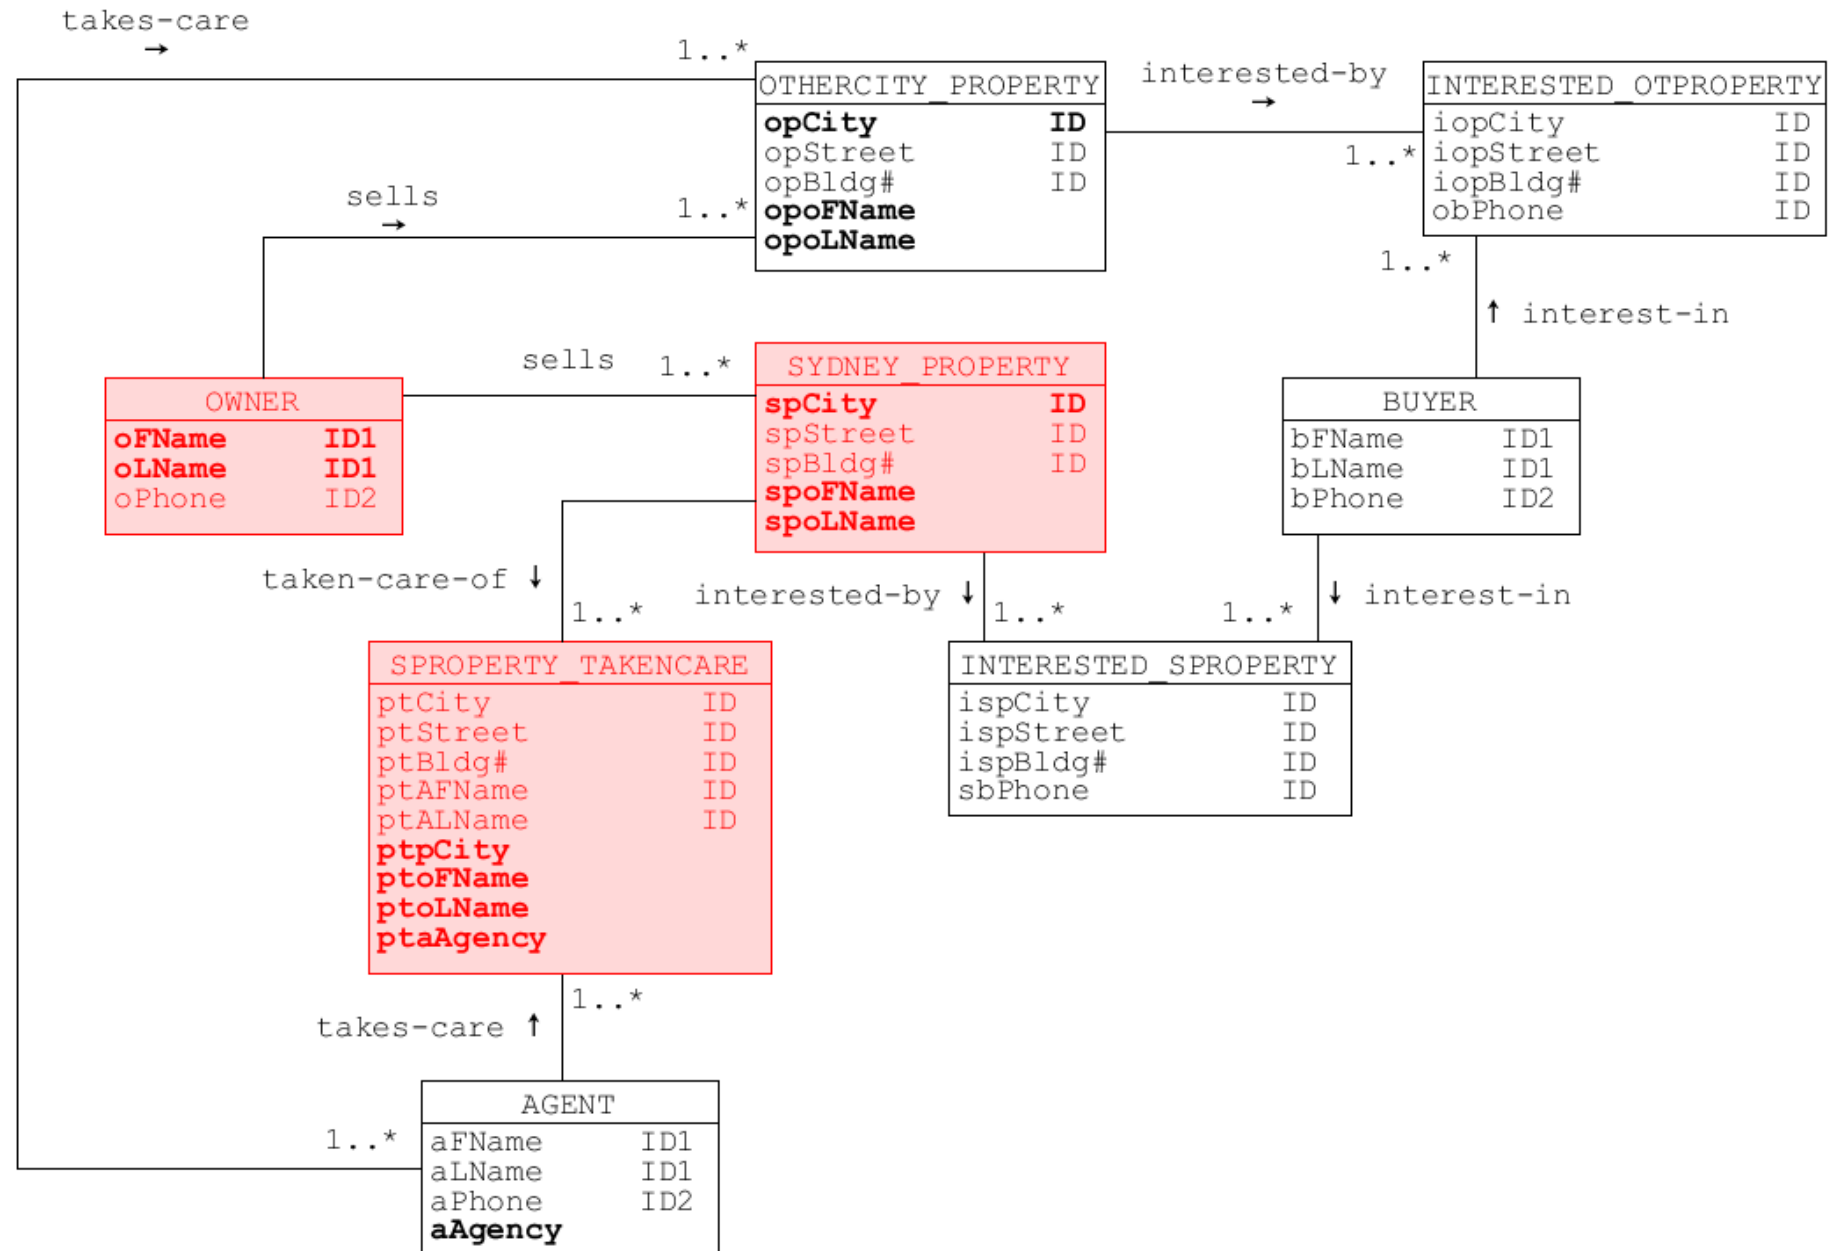 takes-care
→
1..*
OTHERCITY_PROPERTY
opCity ID
opStreet ID
opBldg# ID
opoFName
opoLName
interested-by
→
1..*
INTERESTED_OTPROPERTY
iopCity ID
iopStreet ID
iopBldg# ID
obPhone ID
sells
→
1..*
1..*
↑ interest-in
sells
1..*
OWNER
oFName ID1
oLName ID1
oPhone ID2
SYDNEY_PROPERTY
spCity ID
spStreet ID
spBldg# ID
spoFName
spoLName
BUYER
bFName ID1
bLName ID1
bPhone ID2
taken-care-of ↓
1..*
interested-by ↓
1..*
1..*
↓ interest-in
SPROPERTY_TAKENCARE
ptCity ID
ptStreet ID
ptBldg# ID
ptAFName ID
ptALName ID
ptpCity
ptoFName
ptoLName
ptaAgency
INTERESTED_SPROPERTY
ispCity ID
ispStreet ID
ispBldg# ID
sbPhone ID
1..*
takes-care ↑
1..*
AGENT
aFName ID1
aLName ID1
aPhone ID2
aAgency